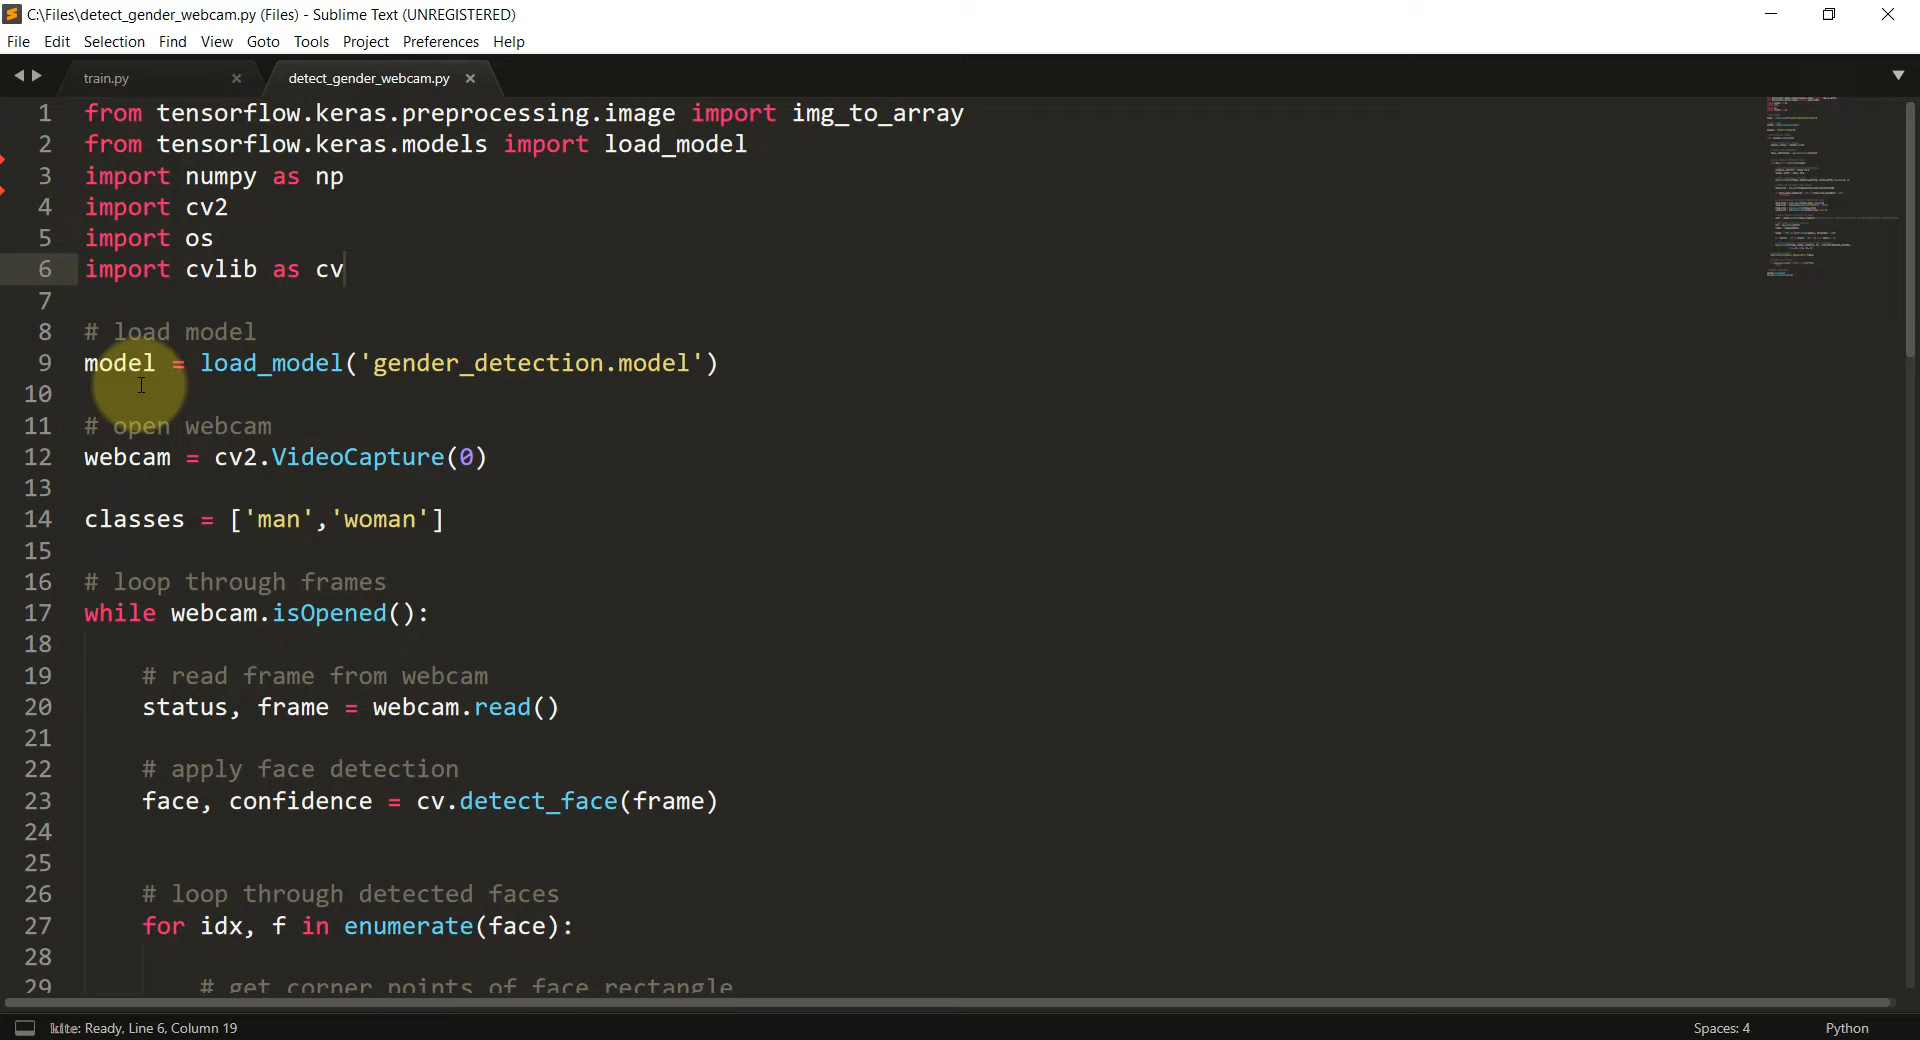 C:\Files\detect_gender_webcam.py (Files) - Sublime Text (UNREGISTERED)
File Edit Selection Find View Goto Tools Project Preferences Help
train.py detect_gender_webcam.py
1 from tensorflow.keras.preprocessing.image import img_to_array
2 from tensorflow.keras.models import load_model
3 import numpy as np
4 import cv2
5 import os
6 import cvlib as cv
7
8 # load model
9 model = load_model('gender_detection.model')
10
11 # open webcam
12 webcam = cv2.VideoCapture(0)
13
14 classes = ['man','woman']
15
16 # loop through frames
17 while webcam.isOpened():
18
19 # read frame from webcam
20 status, frame = webcam.read()
21
22 # apply face detection
23 face, confidence = cv.detect_face(frame)
24
25
26 # loop through detected faces
27 for idx, f in enumerate(face):
28
29 # get corner points of face rectangle
kite: Ready, Line 6, Column 19 Spaces: 4 Python